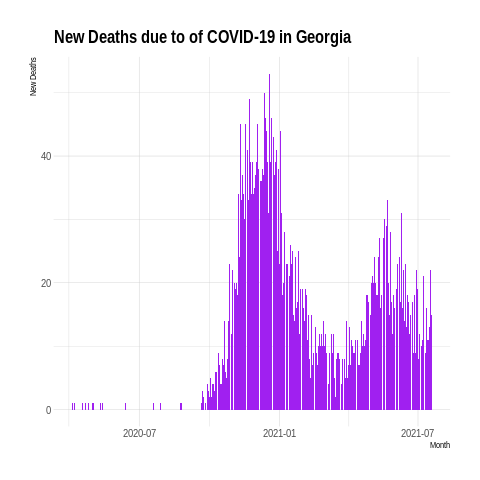 New Deaths due to of COVID-19 in Georgia
New Deaths
40
20
0
2020-07
2021-01
2021-07
Month